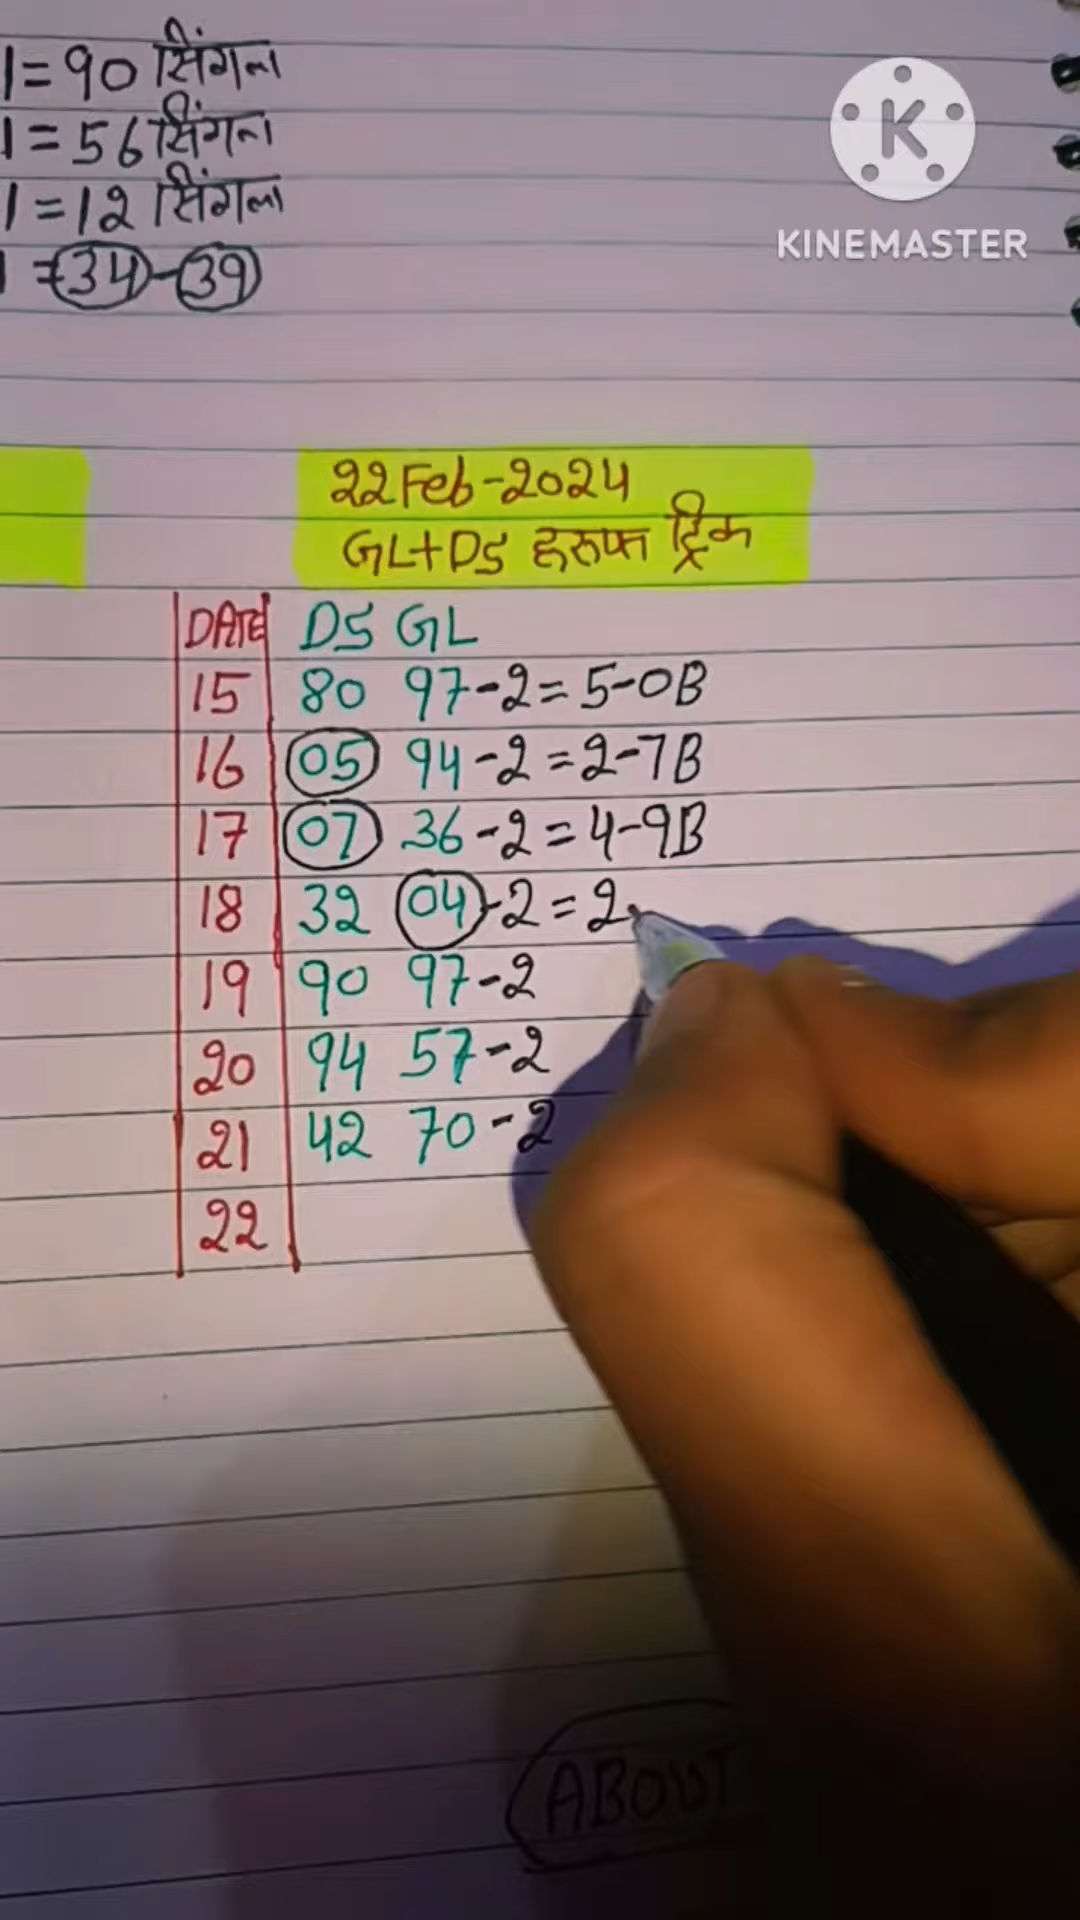 1=90 सिंगल
1=56 सिंगल
1=12 सिंगल
1=34-39
K
KINEMASTER
22Feb-2024
GL+DS हरूफ ट्रिक
DATE DS GL
15 80 97-2=5-0B
16 05 94-2=2-7B
17 07 36-2=4-9B
18 32 04-2=2
19 90 97-2
20 94 57-2
21 42 70-2
22
ABOUT